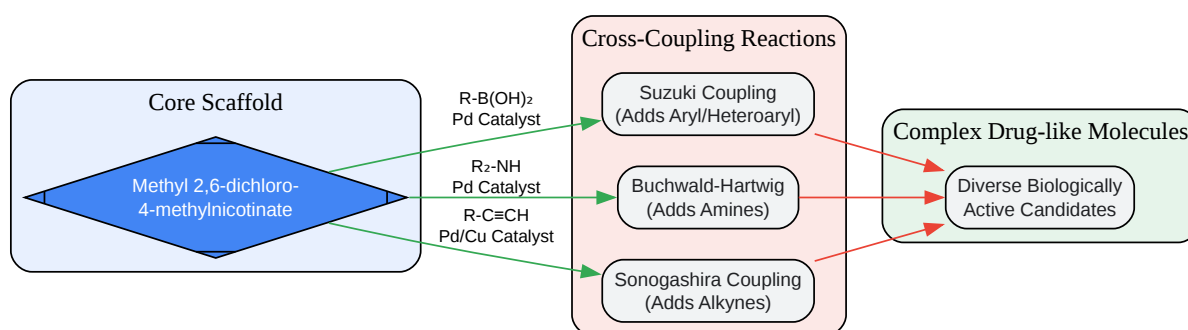 Core Scaffold
Methyl 2,6-dichloro-
4-methylnicotinate
R-B(OH)₂
Pd Catalyst
R₂-NH
Pd Catalyst
R-C≡CH
Pd/Cu Catalyst
Cross-Coupling Reactions
Suzuki Coupling
(Adds Aryl/Heteroaryl)
Buchwald-Hartwig
(Adds Amines)
Sonogashira Coupling
(Adds Alkynes)
Complex Drug-like Molecules
Diverse Biologically
Active Candidates